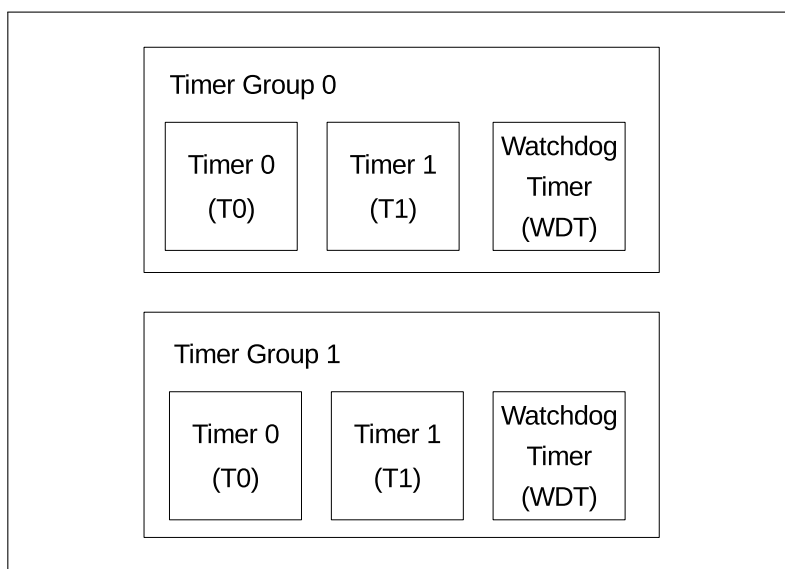 Timer Group 0
Timer 0
(T0)
Timer 1
(T1)
Watchdog
Timer
(WDT)
Timer Group 1
Timer 0
(T0)
Timer 1
(T1)
Watchdog
Timer
(WDT)